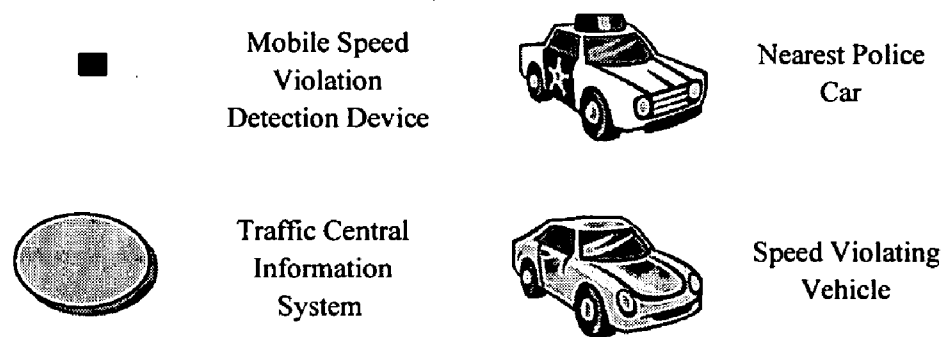 Mobile Speed
Violation
Detection Device
Nearest Police
Car
Traffic Central
Information
System
Speed Violating
Vehicle